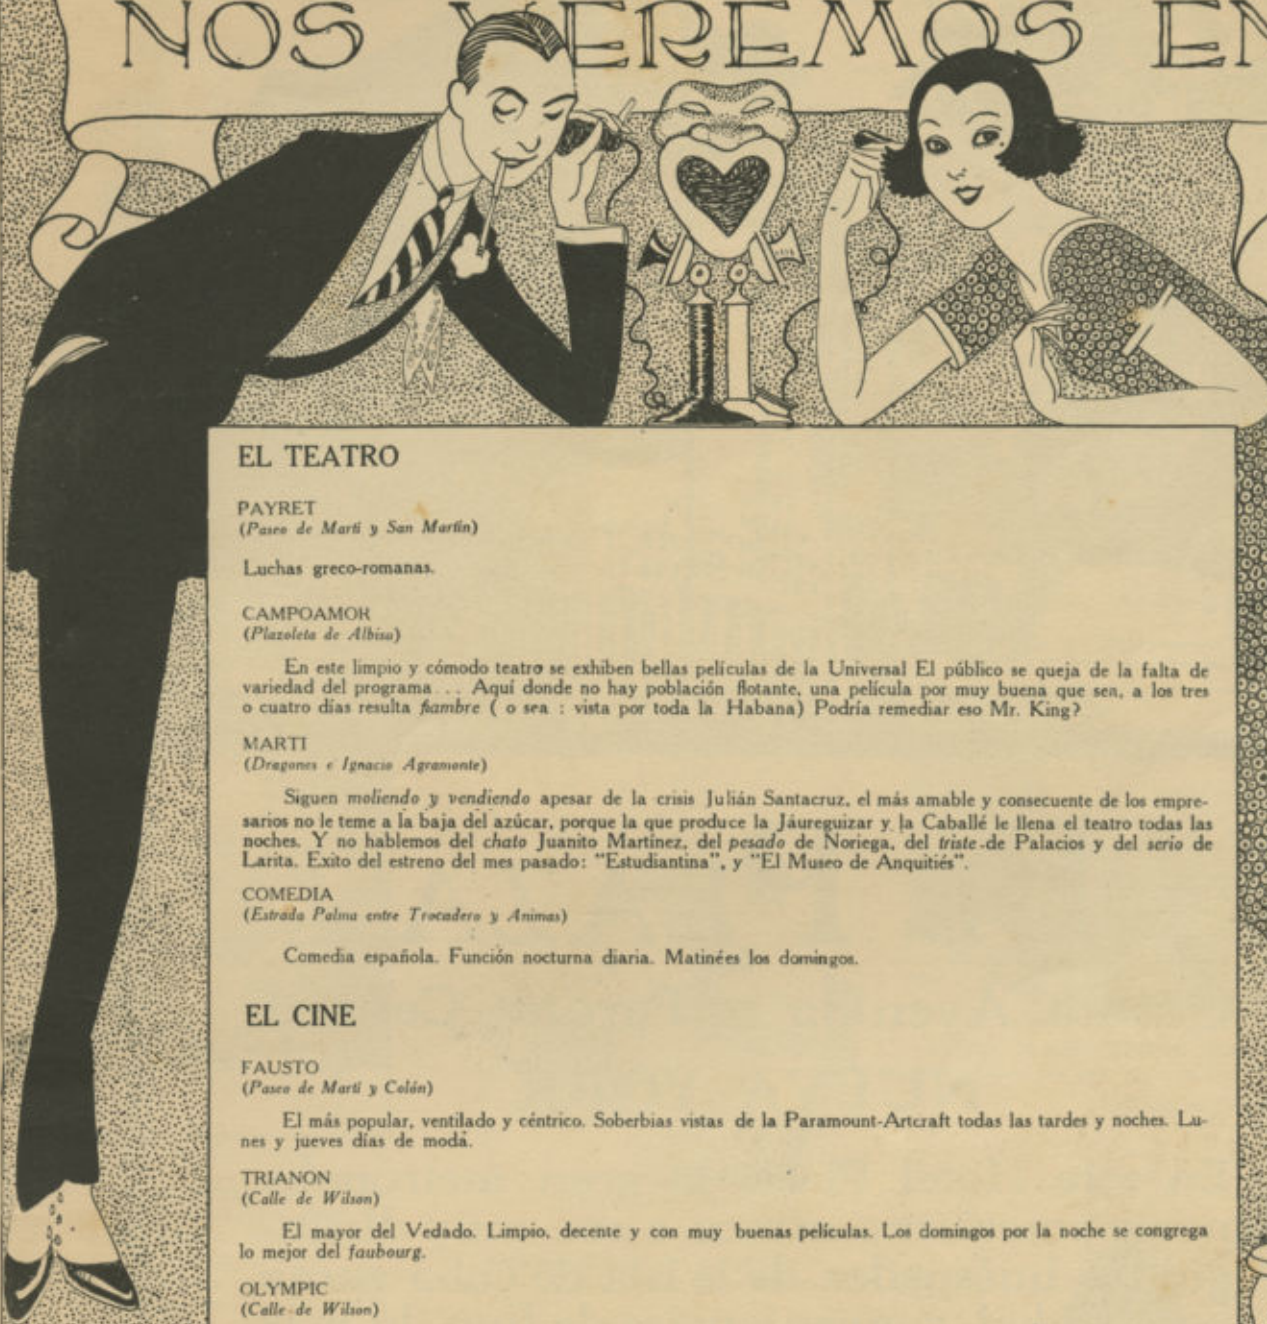 NOS VEREMOS EN
EL TEATRO
PAYRET
(Paseo de Martí y San Martín)
Luchas greco-romanas.
CAMPOAMOR
(Plazoleta de Albisu)
En este limpio y cómodo teatro se exhiben bellas películas de la Universal El público se queja de la falta de
variedad del programa . . . Aquí donde no hay población flotante, una película por muy buena que sea, a los tres
o cuatro días resulta fiambre ( o sea : vista por toda la Habana) Podría remediar eso Mr. King?
MARTI
(Dragones e Ignacio Agramonte)
Siguen moliendo y vendiendo apesar de la crisis Julián Santacruz, el más amable y consecuente de los empre-
sarios no le teme a la baja del azúcar, porque la que produce la Jáureguizar y la Caballé le llena el teatro todas las
noches. Y no hablemos del chato Juanito Martínez, del pesado de Noriega, del triste de Palacios y del serio de
Larita. Exito del estreno del mes pasado: "Estudiantina", y "El Museo de Anquitiés".
COMEDIA
(Estrada Palma entre Trocadero y Animas)
Comedia española. Función nocturna diaria. Matinées los domingos.
EL CINE
FAUSTO
(Paseo de Martí y Colón)
El más popular, ventilado y céntrico. Soberbias vistas de la Paramount-Artcraft todas las tardes y noches. Lu-
nes y jueves días de moda.
TRIANON
(Calle de Wilson)
El mayor del Vedado. Limpio, decente y con muy buenas películas. Los domingos por la noche se congrega
lo mejor del faubourg.
OLYMPIC
(Calle de Wilson)